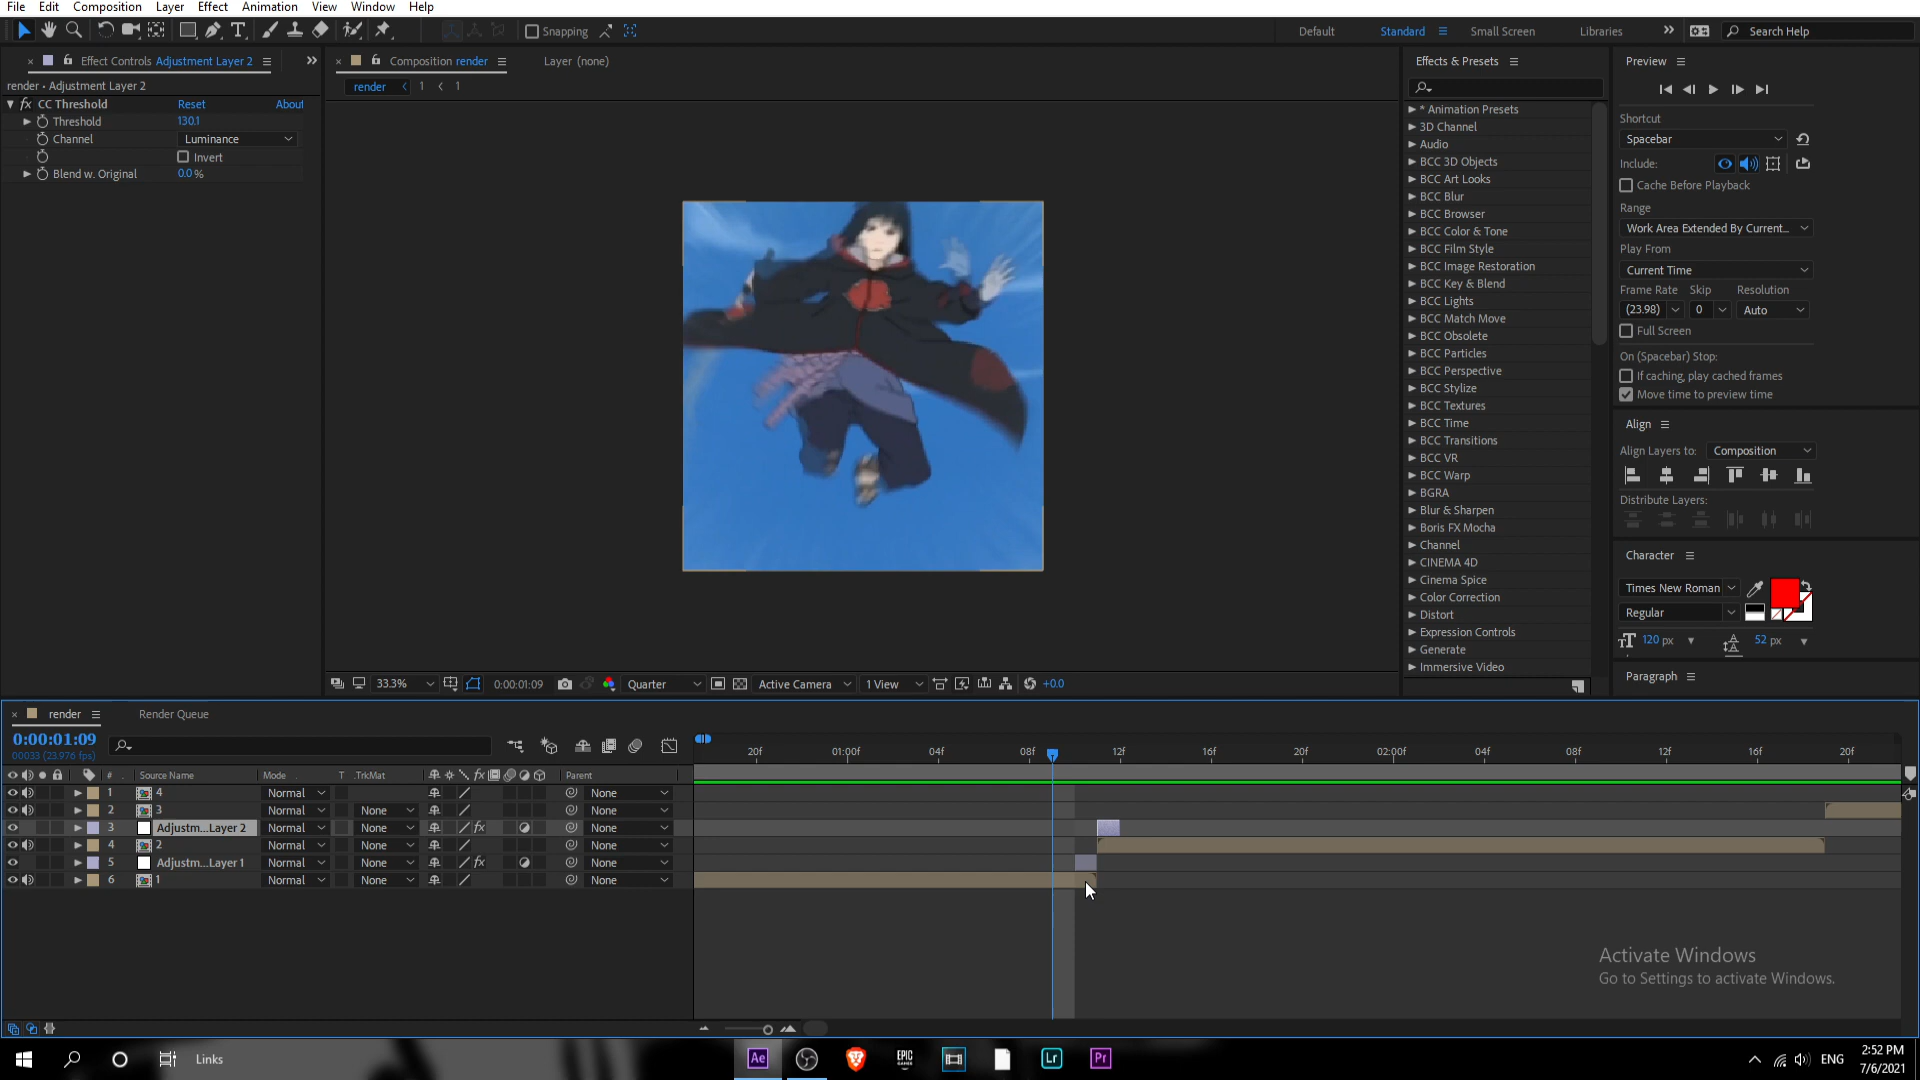 File Edit Composition Layer Effect Animation View Window Help
Snapping Default Standard Small Screen Libraries Search Help
Effect Controls Adjustment Layer 2
render • Adjustment Layer 2
fx CC Threshold Reset About
Threshold 130.1
Channel Luminance
Invert
Blend w. Original 0.0 %
Composition render Layer (none)
render 1 1
33.3% 0:00:01:09 Quarter Active Camera 1 View +0.0
Effects & Presets
* Animation Presets
3D Channel
Audio
BCC 3D Objects
BCC Art Looks
BCC Blur
BCC Browser
BCC Color & Tone
BCC Film Style
BCC Image Restoration
BCC Key & Blend
BCC Lights
BCC Match Move
BCC Obsolete
BCC Particles
BCC Perspective
BCC Stylize
BCC Textures
BCC Time
BCC Transitions
BCC VR
BCC Warp
BGRA
Blur & Sharpen
Boris FX Mocha
Channel
CINEMA 4D
Cinema Spice
Color Correction
Distort
Expression Controls
Generate
Immersive Video
Preview
Shortcut
Spacebar
Include:
Cache Before Playback
Range
Work Area Extended By Current...
Play From
Current Time
Frame Rate Skip Resolution
(23.98) 0 Auto
Full Screen
On (Spacebar) Stop:
If caching, play cached frames
Move time to preview time
Align
Align Layers to: Composition
Distribute Layers:
Character
Times New Roman
Regular
120 px 52 px
Paragraph
render Render Queue
0:00:01:09
00033 (23.976 fps)
20f 01:00f 04f 08f 12f 16f 20f 02:00f 04f 08f 12f 16f 20f
# Source Name Mode T .TrkMat fx Parent
1 4 Normal None
2 3 Normal None None
3 Adjustm...Layer 2 Normal None fx None
4 2 Normal None None
5 Adjustm...Layer 1 Normal None fx None
6 1 Normal None None
Activate Windows
Go to Settings to activate Windows.
Links Ae EPIC GAMES Lr Pr ENG 2:52 PM
7/6/2021